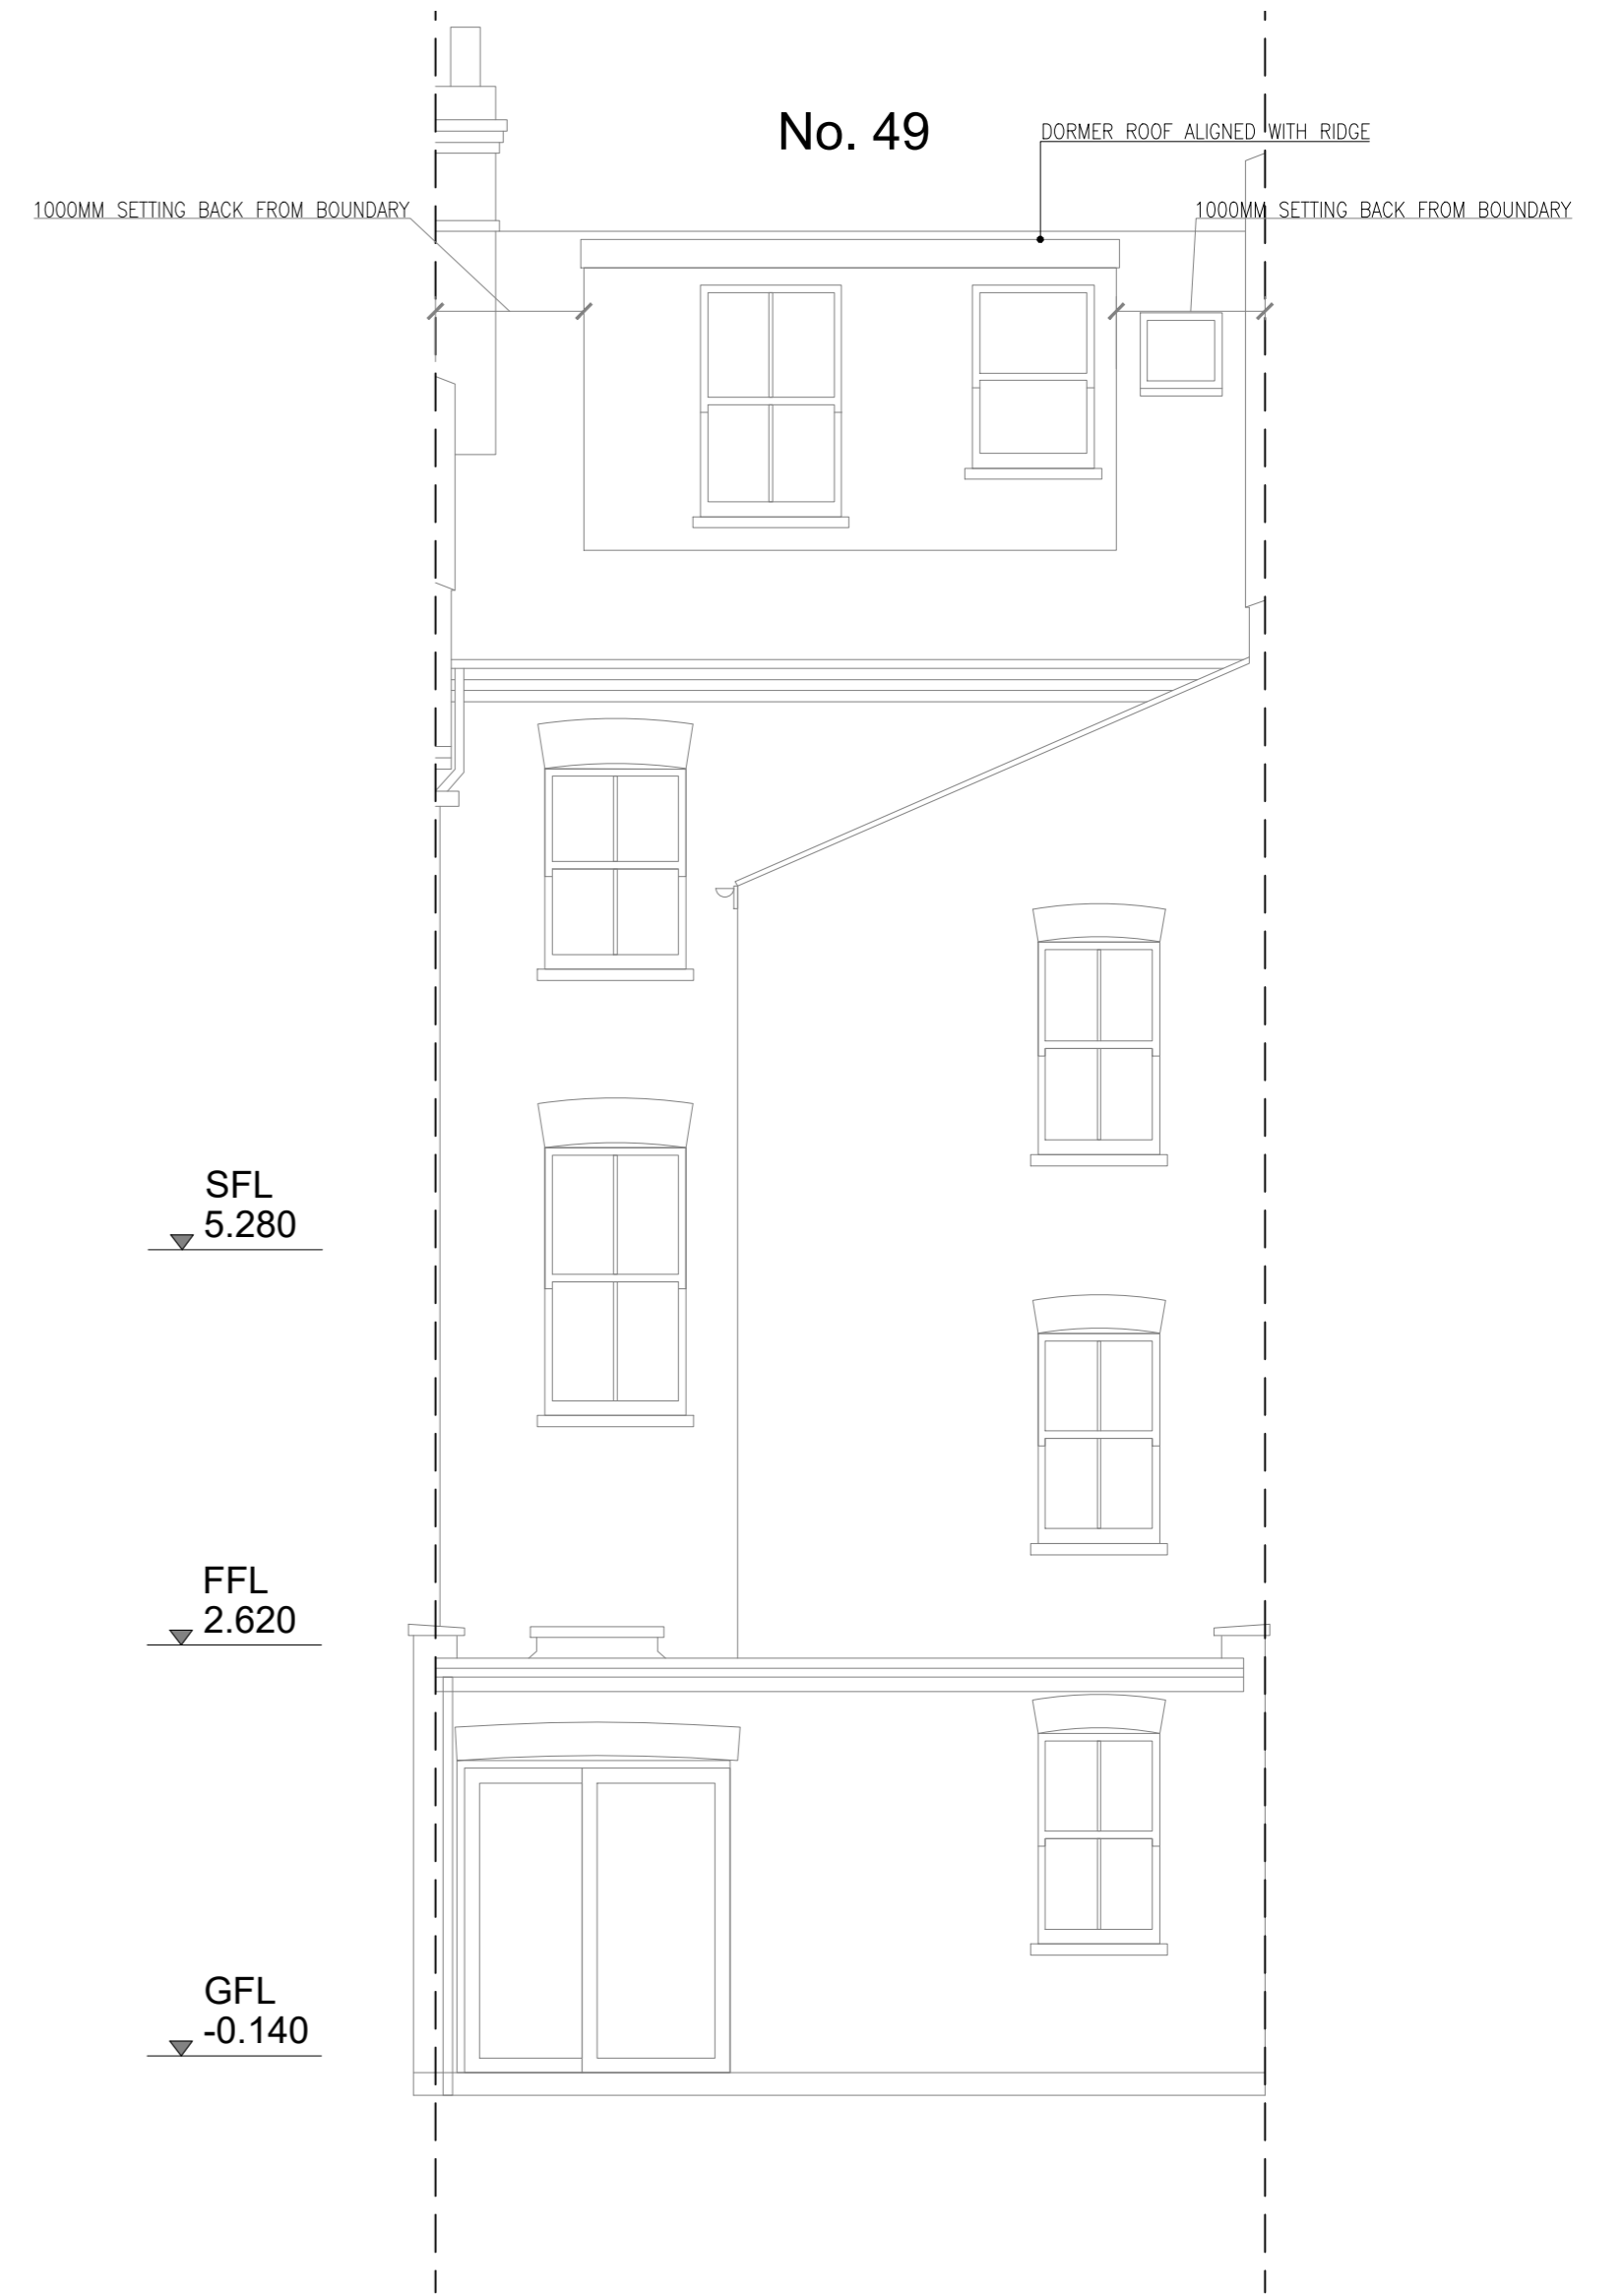 No. 49
DORMER ROOF ALIGNED WITH RIDGE
1000MM SETTING BACK FROM BOUNDARY
1000MM SETTING BACK FROM BOUNDARY
SFL
5.280
FFL
2.620
GFL
-0.140